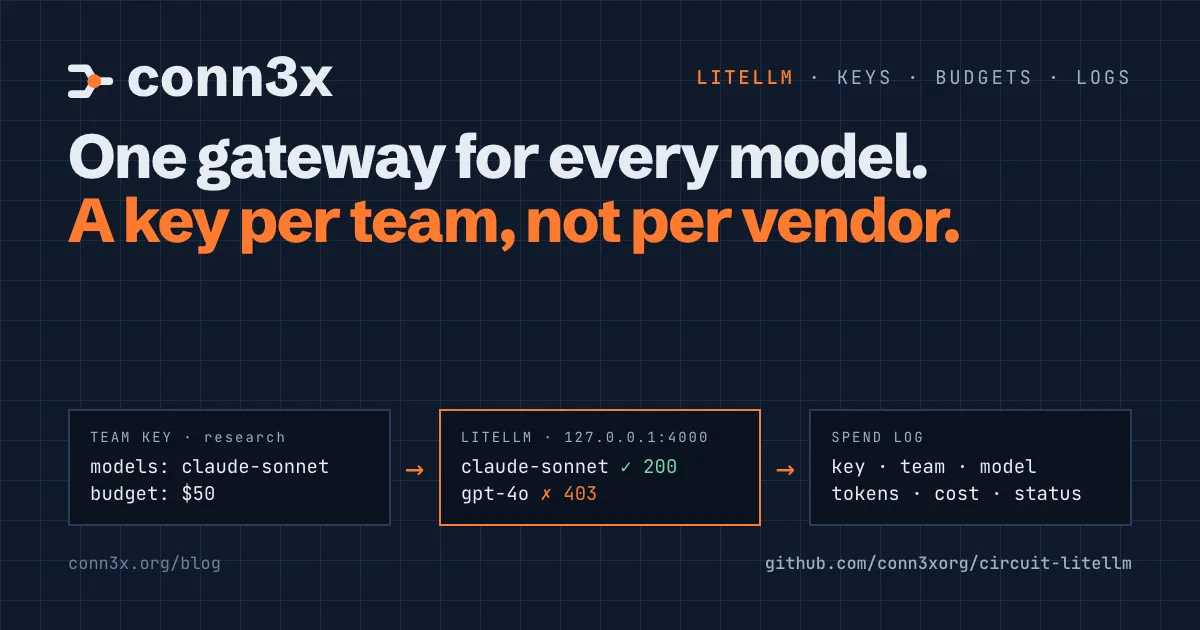 conn3x
LITELLM · KEYS · BUDGETS · LOGS
One gateway for every model.
A key per team, not per vendor.
TEAM KEY · research
models: claude-sonnet
budget: $50
→
LITELLM · 127.0.0.1:4000
claude-sonnet ✓ 200
gpt-4o ✗ 403
→
SPEND LOG
key · team · model
tokens · cost · status
conn3x.org/blog
github.com/conn3xorg/circuit-litellm